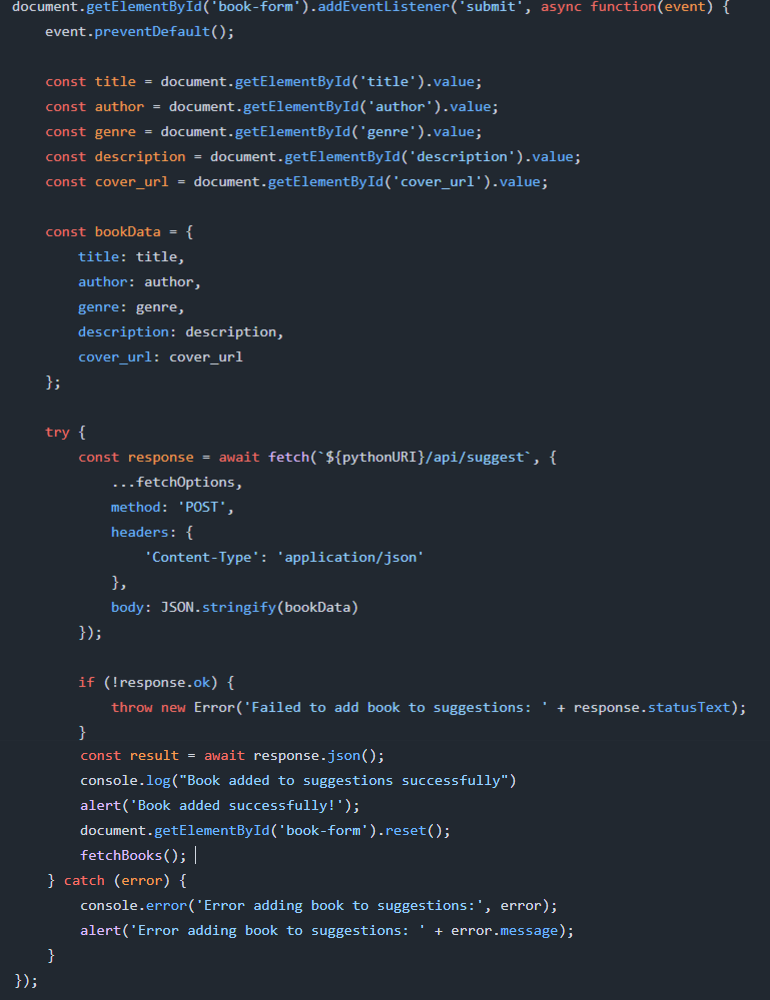 document.getElementById('book-form').addEventListener('submit', async function(event) {
    event.preventDefault();

    const title = document.getElementById('title').value;
    const author = document.getElementById('author').value;
    const genre = document.getElementById('genre').value;
    const description = document.getElementById('description').value;
    const cover_url = document.getElementById('cover_url').value;

    const bookData = {
        title: title,
        author: author,
        genre: genre,
        description: description,
        cover_url: cover_url
    };

    try {
        const response = await fetch(`${pythonURI}/api/suggest`, {
            ...fetchOptions,
            method: 'POST',
            headers: {
                'Content-Type': 'application/json'
            },
            body: JSON.stringify(bookData)
        });

        if (!response.ok) {
            throw new Error('Failed to add book to suggestions: ' + response.statusText);
        }
        const result = await response.json();
        console.log("Book added to suggestions successfully")
        alert('Book added successfully!');
        document.getElementById('book-form').reset();
        fetchBooks();
    } catch (error) {
        console.error('Error adding book to suggestions:', error);
        alert('Error adding book to suggestions: ' + error.message);
    }
});